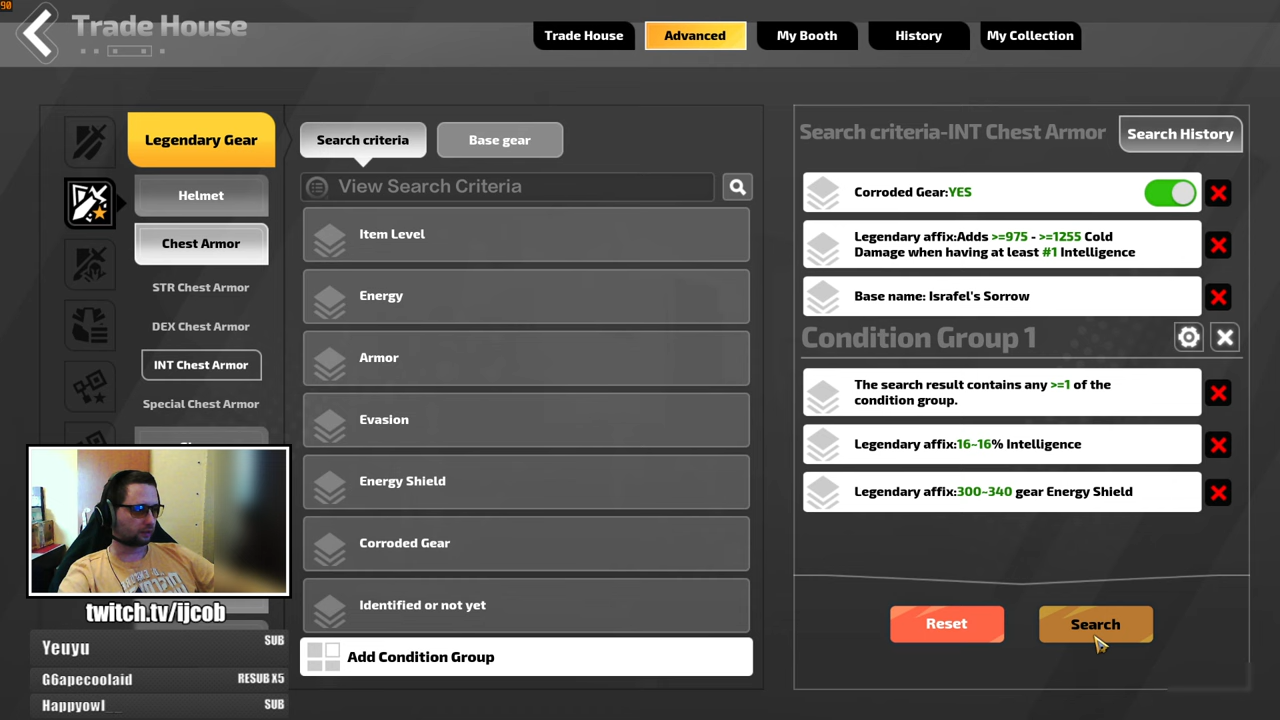 90
Trade House
Trade House
Advanced
My Booth
History
My Collection
Legendary Gear
Helmet
Chest Armor
STR Chest Armor
DEX Chest Armor
INT Chest Armor
Special Chest Armor
Search criteria
Base gear
View Search Criteria
Item Level
Energy
Armor
Evasion
Energy Shield
Corroded Gear
Identified or not yet
Add Condition Group
Search criteria-INT Chest Armor
Search History
Corroded Gear:YES
Legendary affix:Adds >=975 - >=1255 Cold
Damage when having at least #1 Intelligence
Base name: Israfel's Sorrow
Condition Group 1
The search result contains any >=1 of the
condition group.
Legendary affix:16~16% Intelligence
Legendary affix:300~340 gear Energy Shield
Reset
Search
twitch.tv/ijcob
Yeuyu SUB
G6apecoolaid RESUB X5
Happyowl__ SUB